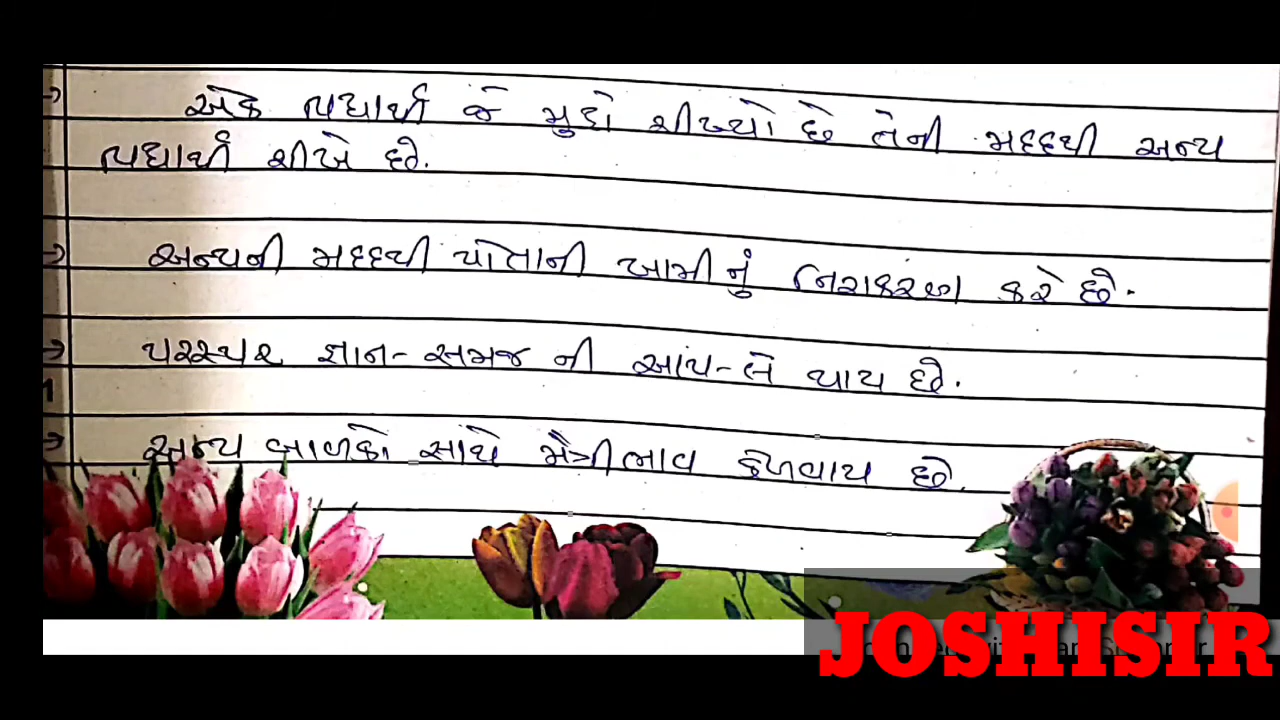 → એક વિદ્યાર્થી જે મુદ્દો શીખ્યો છે તેની મદદથી અન્ય
વિદ્યાર્થી શીખે છે.
→ અન્યની મદદથી પોતાની ખામીનું નિરાકરણ કરે છે.
→ પરસ્પર જ્ઞાન-સમજ ની આપ-લે થાય છે.
→ અન્ય બાળકો સાથે મૈત્રીભાવ કેળવાય છે.
JOSHISIR